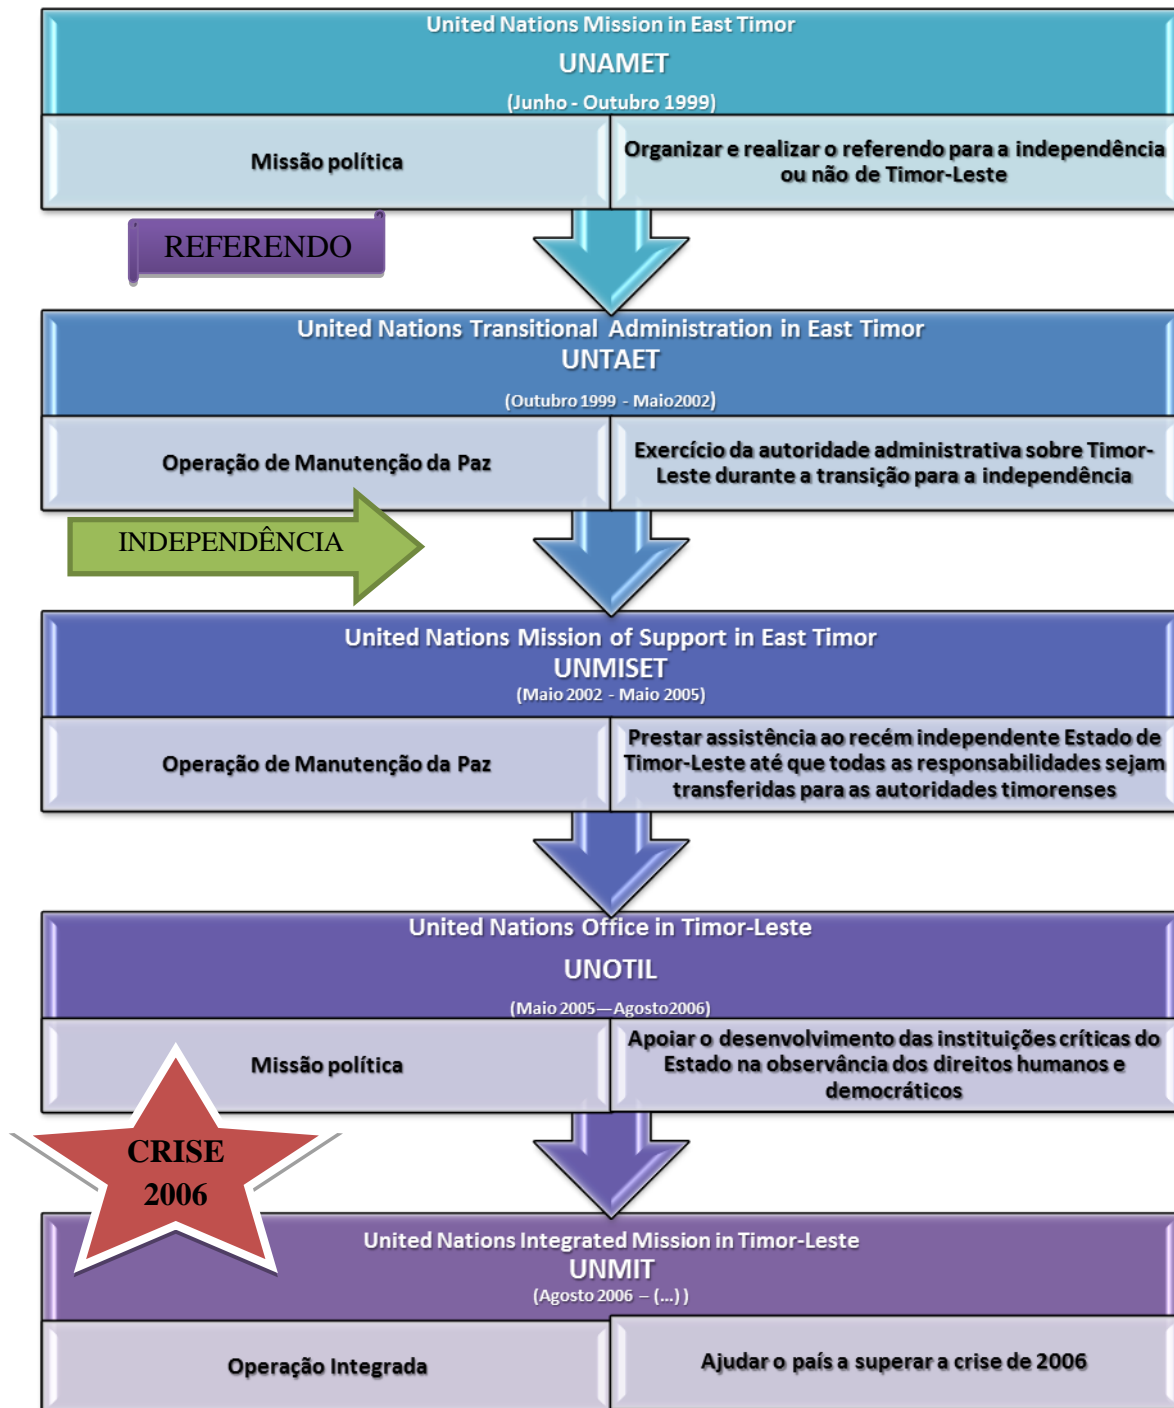 United Nations Mission in East Timor
UNAMET
(Junho - Outubro 1999)
Missão política
Organizar e realizar o referendo para a independência
ou não de Timor-Leste
REFERENDO
United Nations Transitional Administration in East Timor
UNTAET
(Outubro 1999 - Maio2002)
Operação de Manutenção da Paz
Exercício da autoridade administrativa sobre Timor-
Leste durante a transição para a independência
INDEPENDÊNCIA
United Nations Mission of Support in East Timor
UNMISET
(Maio 2002 - Maio 2005)
Operação de Manutenção da Paz
Prestar assistência ao recém independente Estado de
Timor-Leste até que todas as responsabilidades sejam
transferidas para as autoridades timorenses
United Nations Office in Timor-Leste
UNOTIL
(Maio 2005—Agosto2006)
Missão política
Apoiar o desenvolvimento das instituições críticas do
Estado na observância dos direitos humanos e
democráticos
CRISE
2006
United Nations Integrated Mission in Timor-Leste
UNMIT
(Agosto 2006 – (...) )
Operação Integrada
Ajudar o país a superar a crise de 2006